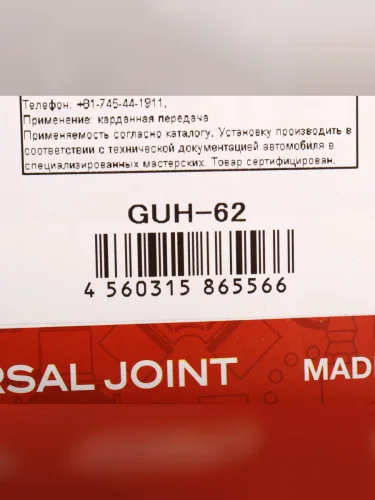 Телефон: +81-745-44-1911.
Применение: карданная передача
Применяемость согласно каталогу. Установку производить в
соответствии с технической документацией автомобиля в
специализированных мастерских. Товар сертифицирован.
GUH-62
4 560315 865566
RSAL JOINT
MAD